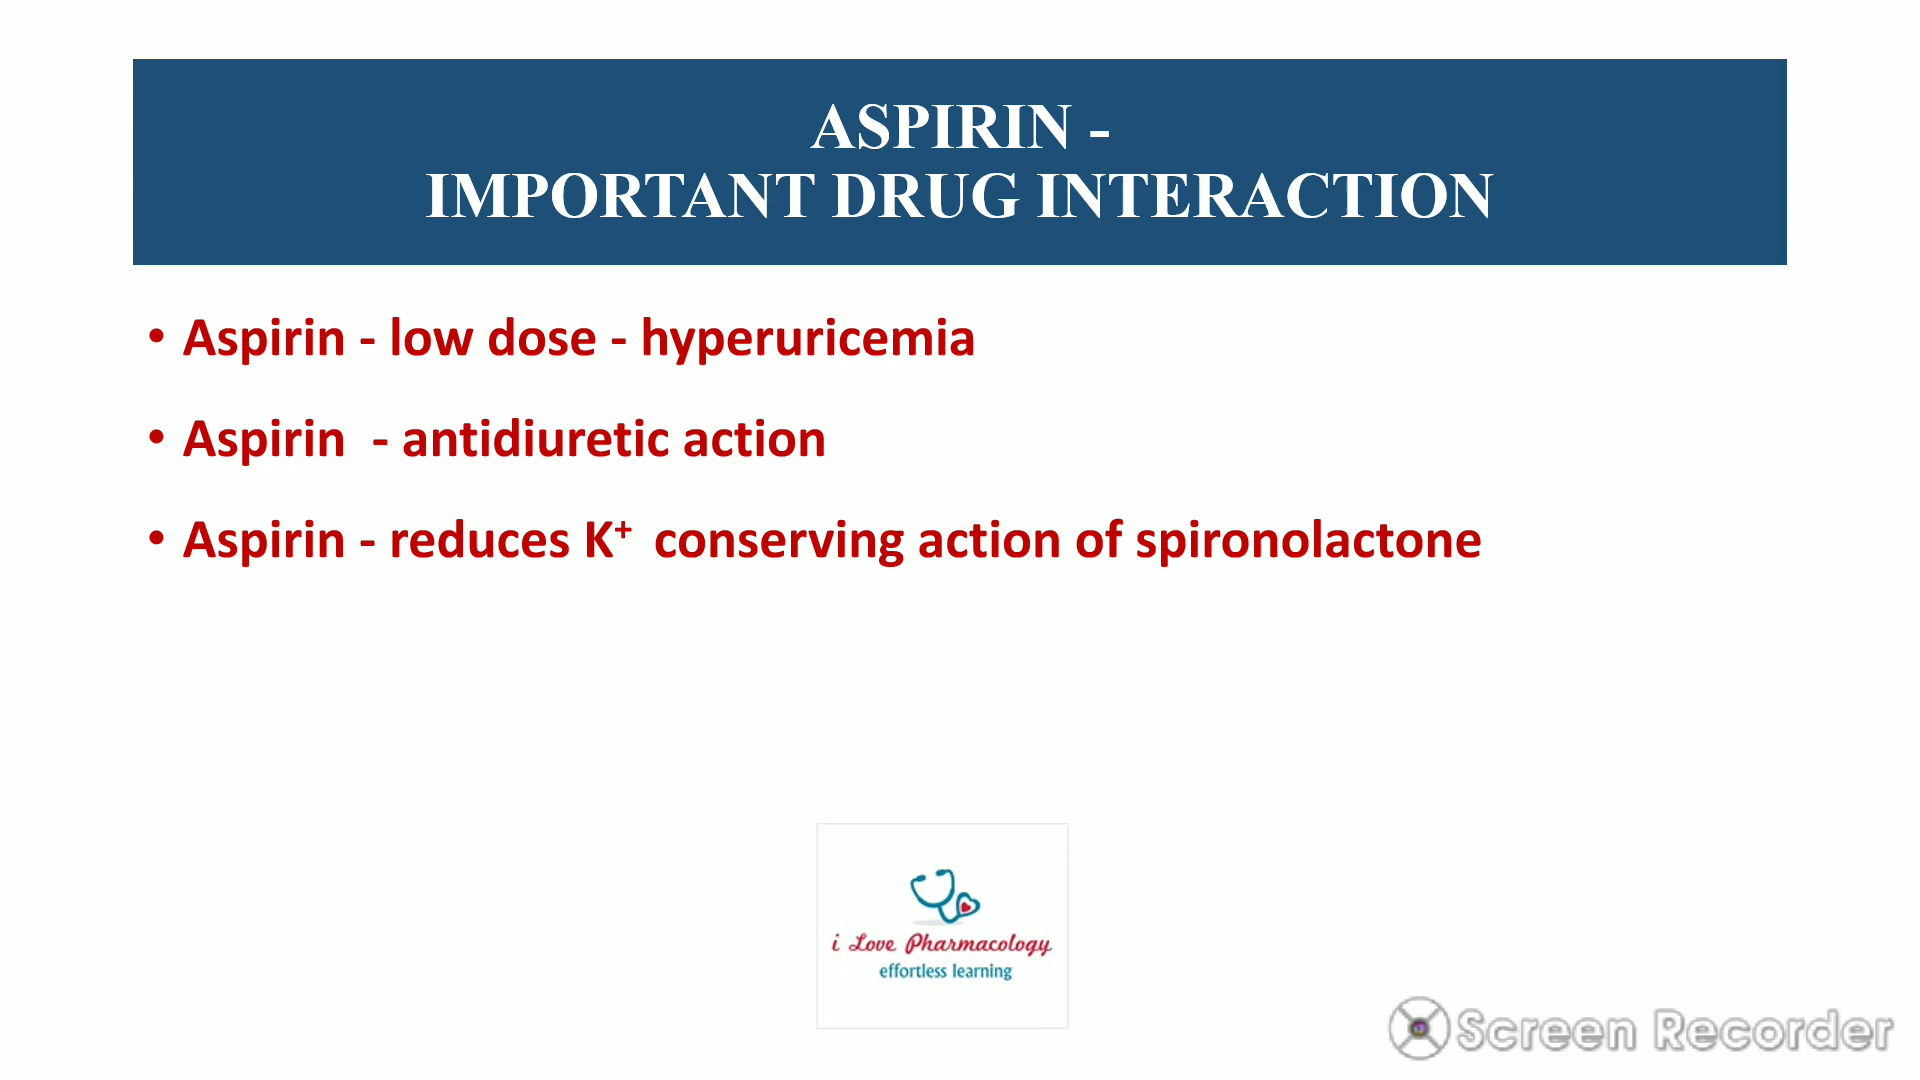 ASPIRIN -
IMPORTANT DRUG INTERACTION
• Aspirin - low dose - hyperuricemia
• Aspirin - antidiuretic action
• Aspirin - reduces K⁺ conserving action of spironolactone
i Love Pharmacology
effortless learning
Screen Recorder